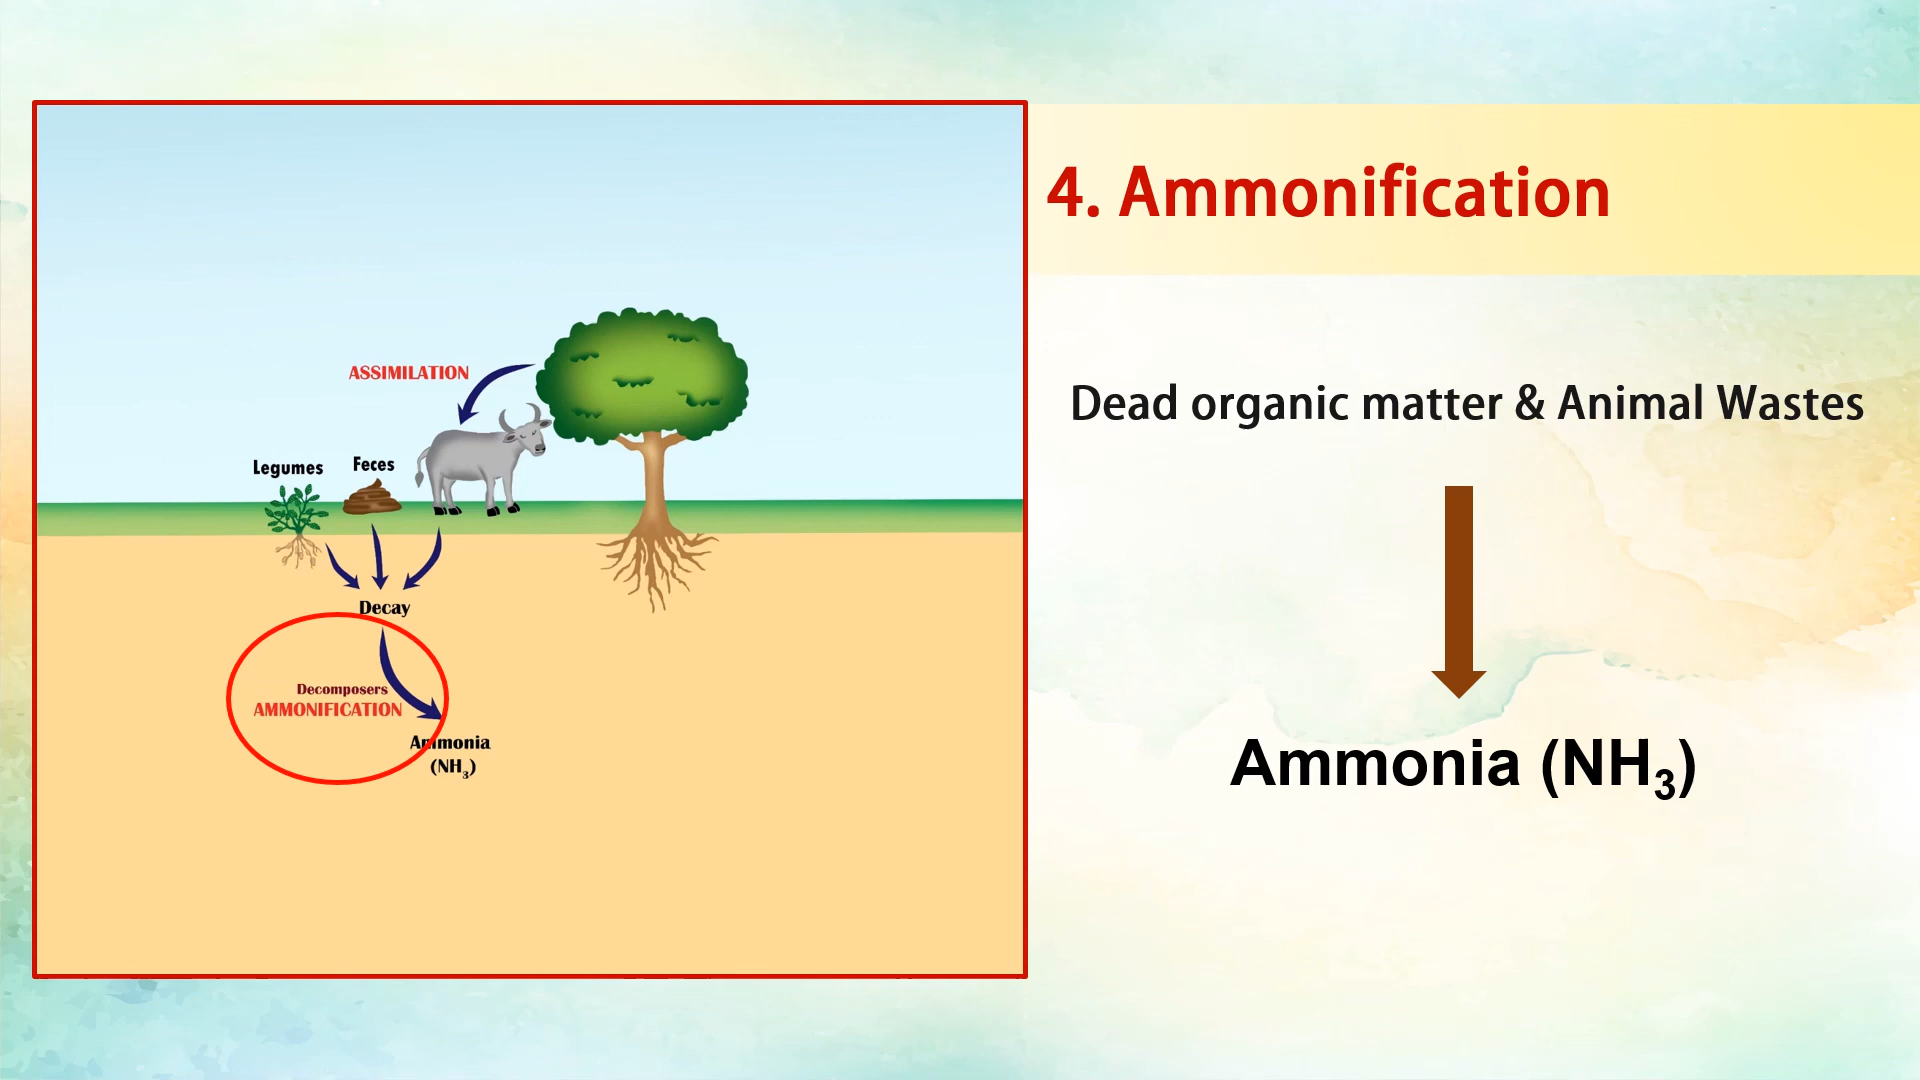 4. Ammonification
Dead organic matter & Animal Wastes
Ammonia (NH₃)
ASSIMILATION
Legumes
Feces
Decay
Decomposers
AMMONIFICATION
Ammonia
(NH₃)